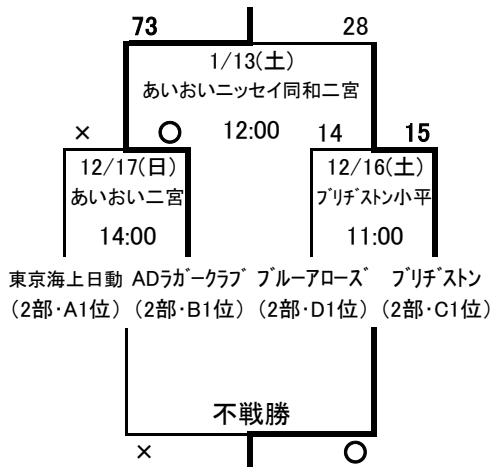 73 28
1/13(土)
あいおいニッセイ同和二宮
12:00
× ○ 14 15
12/17(日) 12/16(土)
あいおい二宮 ﾌﾞﾘﾁﾞｽﾄﾝ小平
14:00 11:00
東京海上日動 ADﾗｶﾞｰｸﾗﾌﾞ ﾌﾞﾙｰｱﾛｰｽﾞ ﾌﾞﾘﾁﾞｽﾄﾝ
(2部･A1位) (2部･B1位) (2部･D1位) (2部･C1位)
不戦勝
× ○